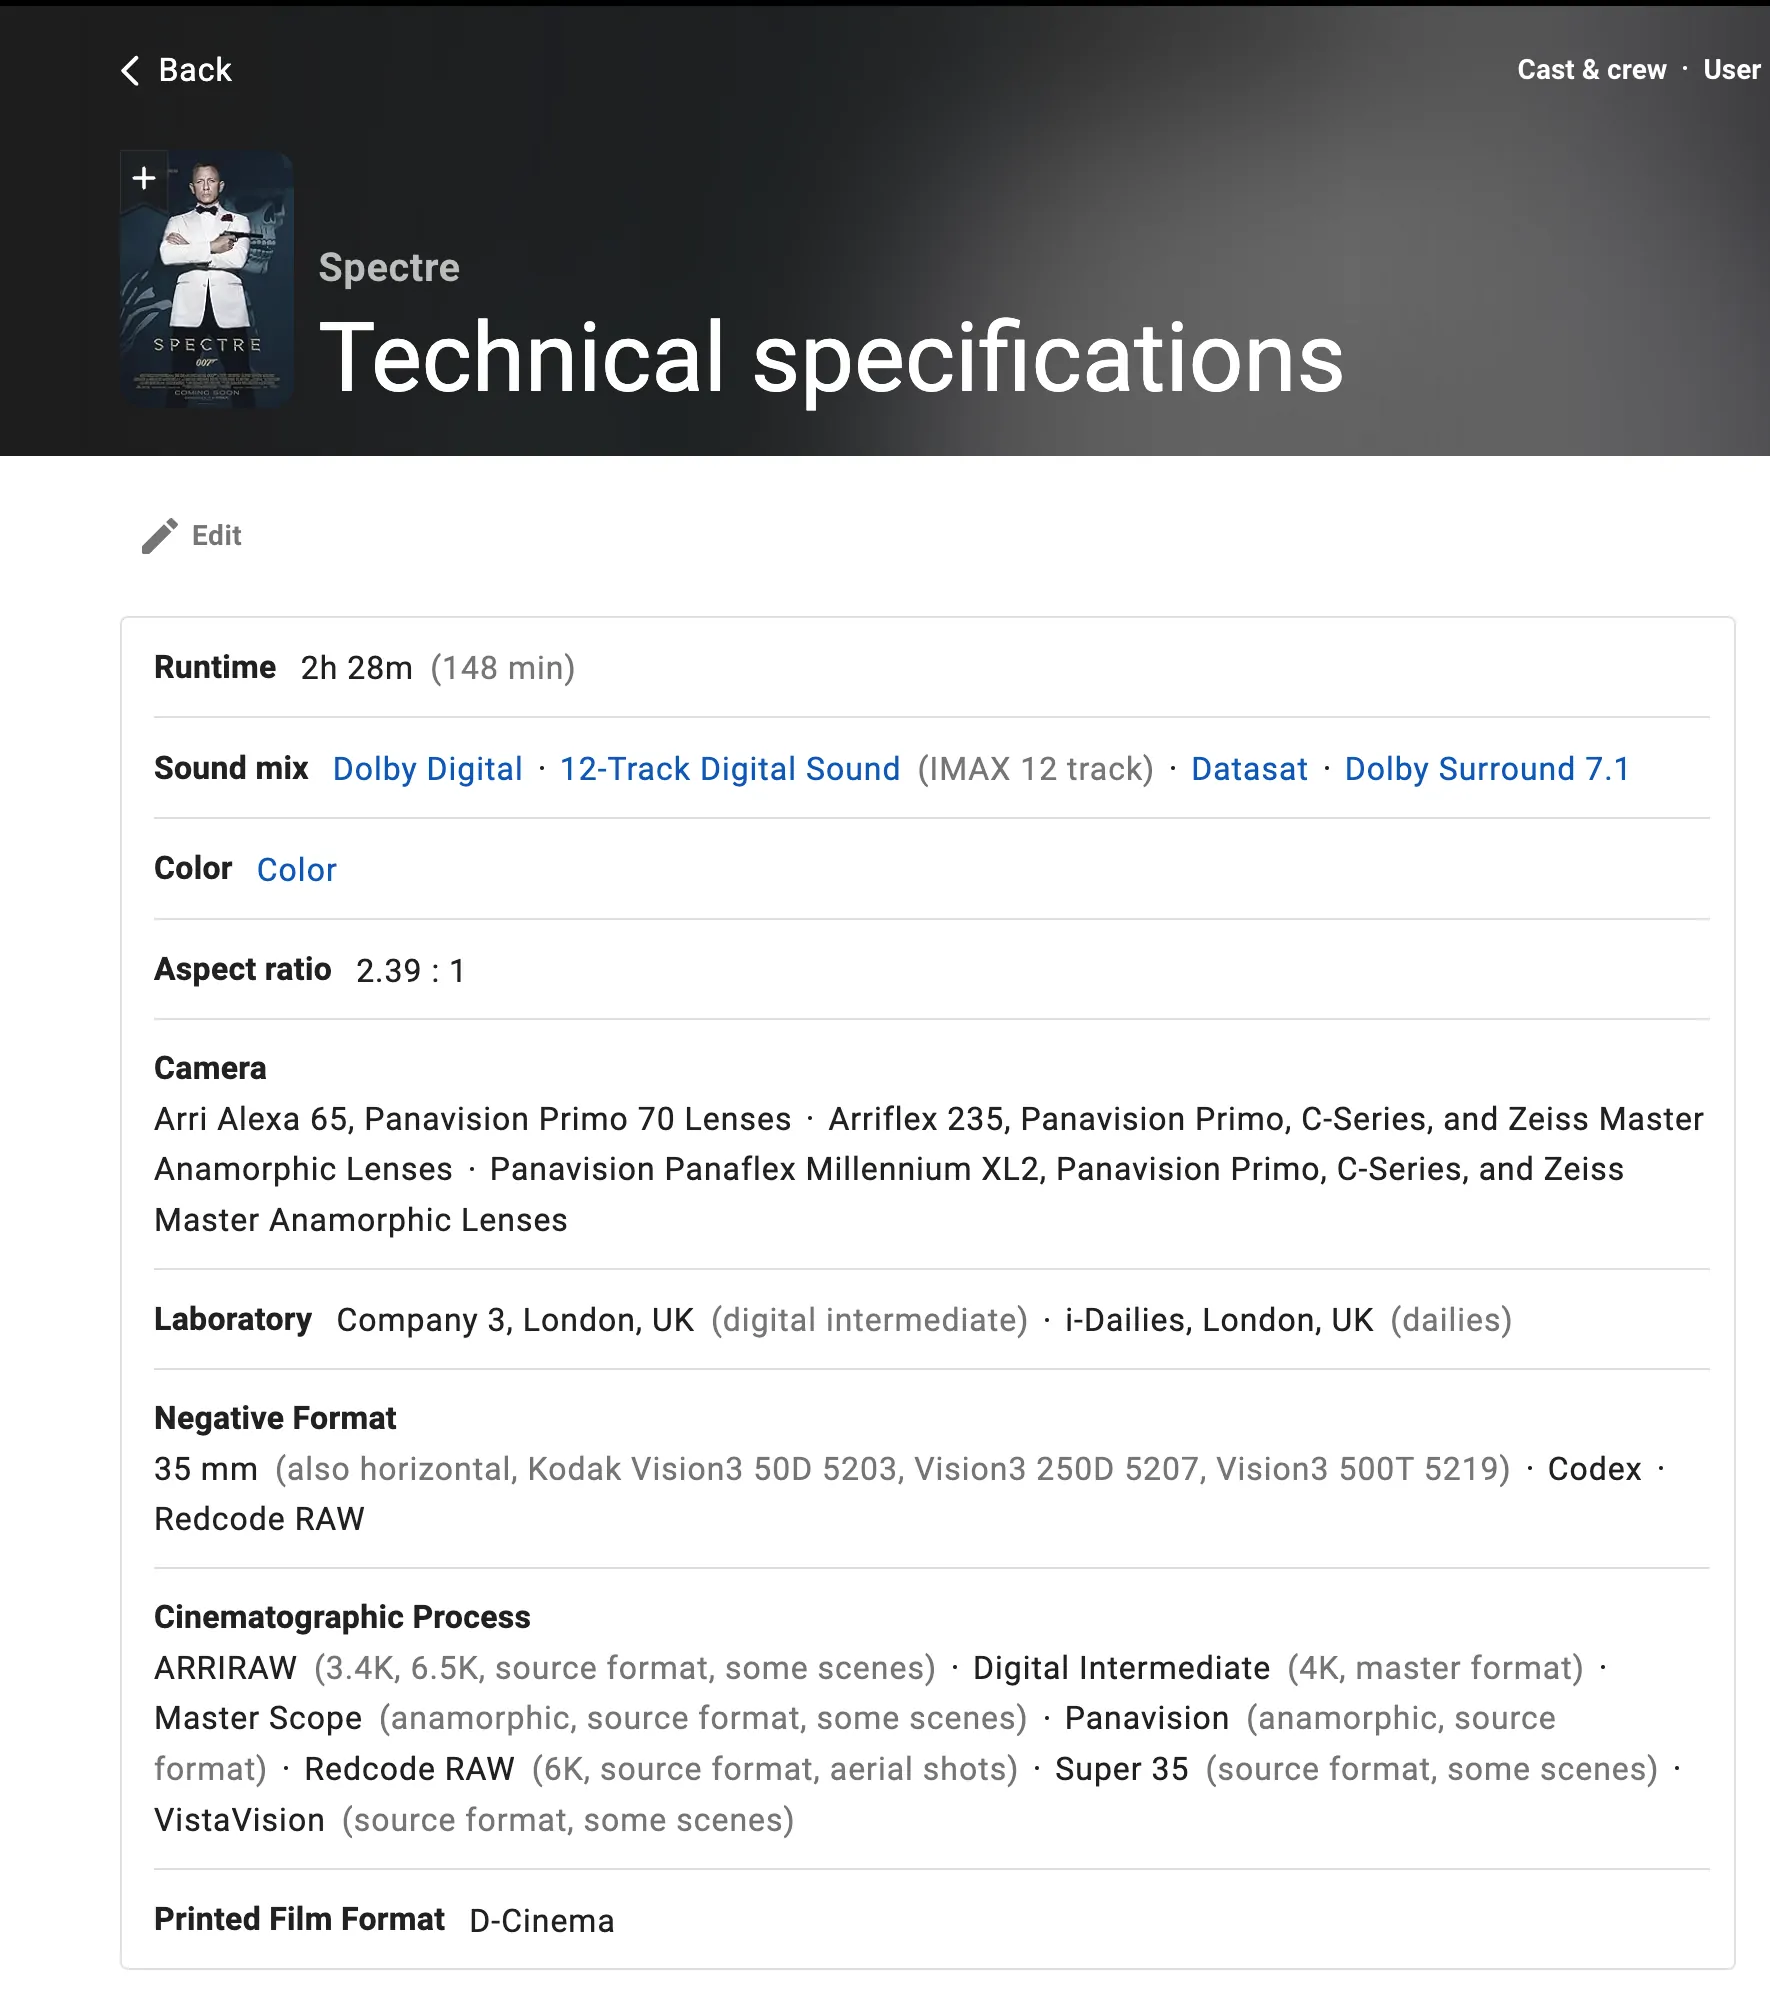 Back
Cast & crew · User
+
SPECTRE
007
COMING SOON
Spectre
Technical specifications
Edit
Runtime 2h 28m (148 min)
Sound mix Dolby Digital · 12-Track Digital Sound (IMAX 12 track) · Datasat · Dolby Surround 7.1
Color Color
Aspect ratio 2.39 : 1
Camera
Arri Alexa 65, Panavision Primo 70 Lenses · Arriflex 235, Panavision Primo, C-Series, and Zeiss Master
Anamorphic Lenses · Panavision Panaflex Millennium XL2, Panavision Primo, C-Series, and Zeiss
Master Anamorphic Lenses
Laboratory Company 3, London, UK (digital intermediate) · i-Dailies, London, UK (dailies)
Negative Format
35 mm (also horizontal, Kodak Vision3 50D 5203, Vision3 250D 5207, Vision3 500T 5219) · Codex ·
Redcode RAW
Cinematographic Process
ARRIRAW (3.4K, 6.5K, source format, some scenes) · Digital Intermediate (4K, master format) ·
Master Scope (anamorphic, source format, some scenes) · Panavision (anamorphic, source
format) · Redcode RAW (6K, source format, aerial shots) · Super 35 (source format, some scenes) ·
VistaVision (source format, some scenes)
Printed Film Format D-Cinema